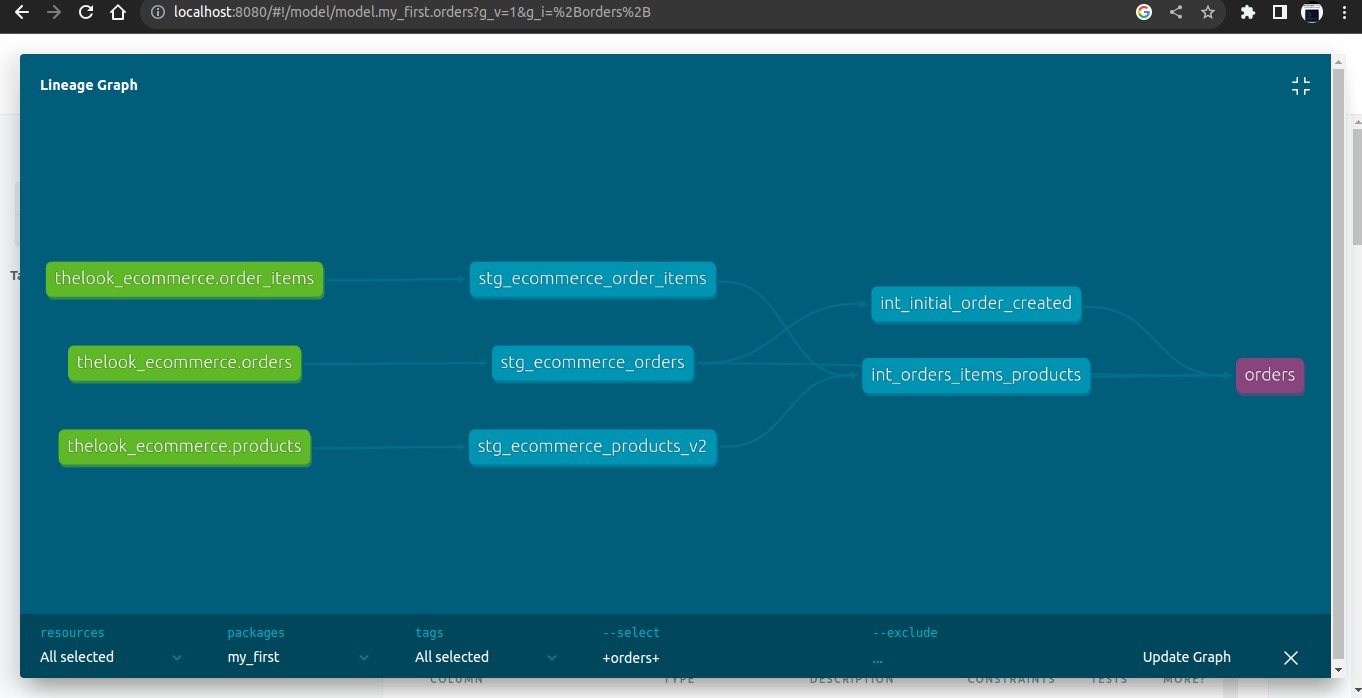 localhost:8080/#!/model/model.my_first.orders?g_v=1&g_i=%2Borders%2B
Lineage Graph
thelook_ecommerce.order_items
stg_ecommerce_order_items
int_initial_order_created
thelook_ecommerce.orders
stg_ecommerce_orders
int_orders_items_products
orders
thelook_ecommerce.products
stg_ecommerce_products_v2
resources
packages
tags
--select
--exclude
All selected
my_first
All selected
+orders+
...
Update Graph
COLUMN
TYPE
DESCRIPTION
CONSTRAINTS
TESTS
MORE?